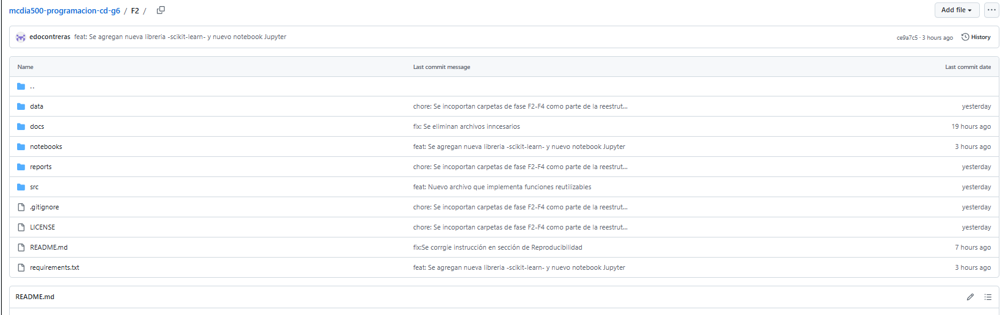 mcdia500-programacion-cd-g6 / F2 /
Add file
edocontreras feat: Se agregan nueva libreria -scikit-learn- y nuevo notebook Jupyter
ce9a7c5 · 3 hours ago History
Name Last commit message Last commit date
..
data chore: Se incoportan carpetas de fase F2-F4 como parte de la reestrut... yesterday
docs fix: Se eliminan archivos inncesarios 19 hours ago
notebooks feat: Se agregan nueva libreria -scikit-learn- y nuevo notebook Jupyter 3 hours ago
reports chore: Se incoportan carpetas de fase F2-F4 como parte de la reestrut... yesterday
src feat: Nuevo archivo que implementa funciones reutilizables yesterday
.gitignore chore: Se incoportan carpetas de fase F2-F4 como parte de la reestrut... yesterday
LICENSE chore: Se incoportan carpetas de fase F2-F4 como parte de la reestrut... yesterday
README.md fix:Se corrgie instrucción en sección de Reproducibilidad 7 hours ago
requirements.txt feat: Se agregan nueva libreria -scikit-learn- y nuevo notebook Jupyter 3 hours ago
README.md